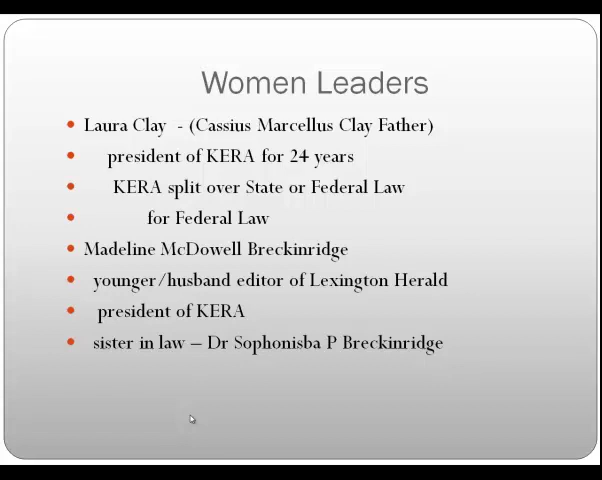 Women Leaders
Laura Clay - (Cassius Marcellus Clay Father)
president of KERA for 24 years
KERA split over State or Federal Law
for Federal Law
Madeline McDowell Breckinridge
younger/husband editor of Lexington Herald
president of KERA
sister in law – Dr Sophonisba P Breckinridge